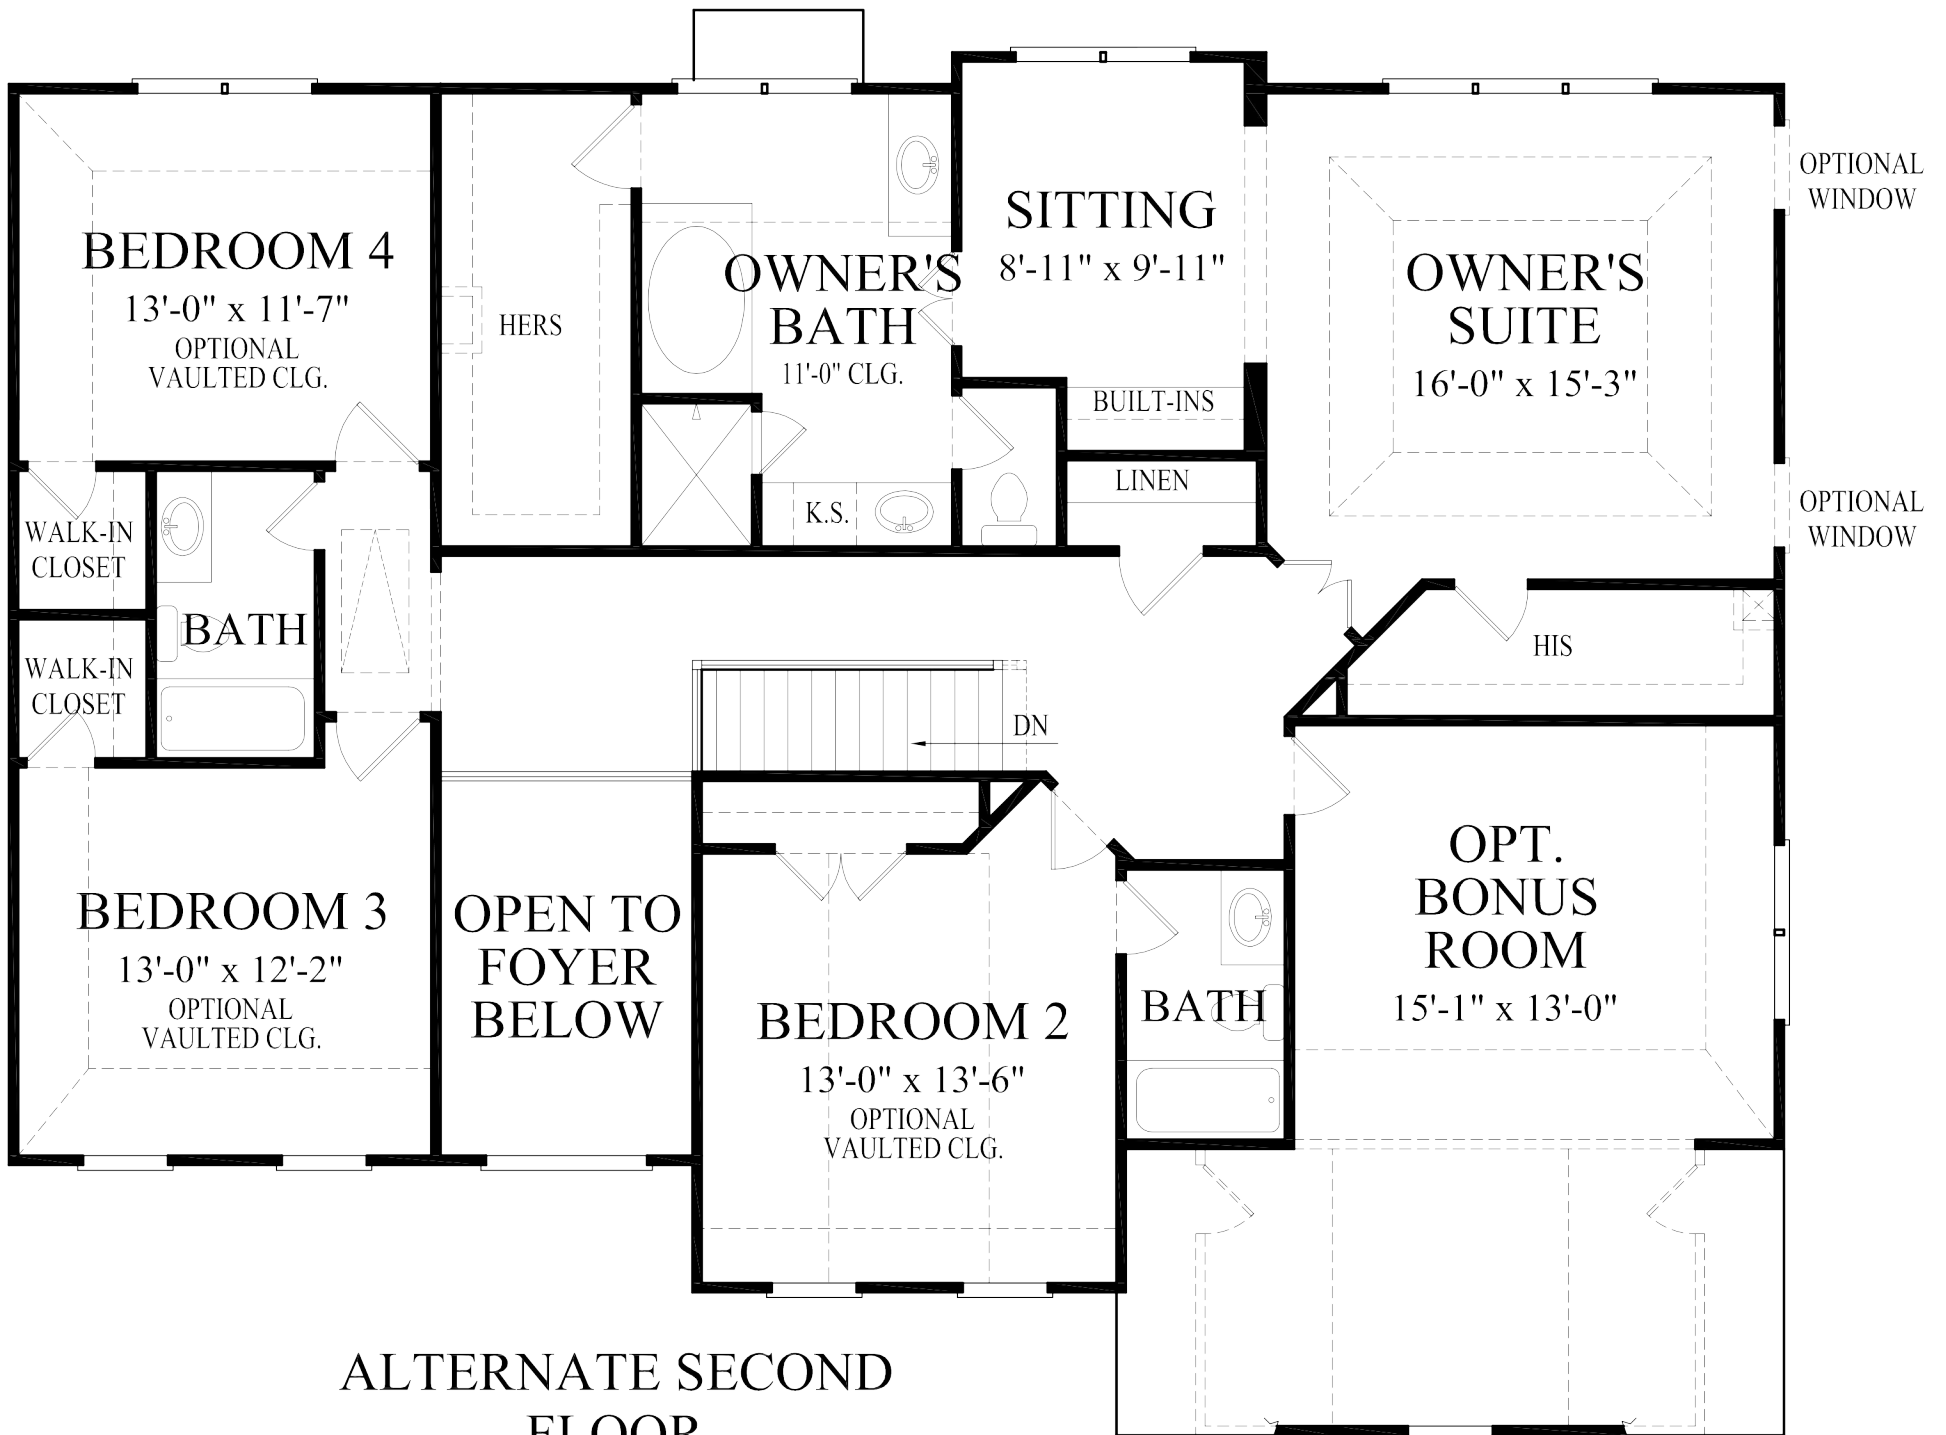 OPTIONAL
WINDOW
SITTING
8'-11" x 9'-11"
BEDROOM 4
13'-0" x 11'-7"
OPTIONAL
VAULTED CLG.
HERS
OWNER'S
BATH
11'-0" CLG.
OWNER'S
SUITE
16'-0" x 15'-3"
BUILT-INS
LINEN
K.S.
OPTIONAL
WINDOW
WALK-IN
CLOSET
BATH
WALK-IN
CLOSET
HIS
DN
BEDROOM 3
13'-0" x 12'-2"
OPTIONAL
VAULTED CLG.
OPEN TO
FOYER
BELOW
BEDROOM 2
13'-0" x 13'-6"
OPTIONAL
VAULTED CLG.
BATH
OPT.
BONUS
ROOM
15'-1" x 13'-0"
ALTERNATE SECOND
FLOOR